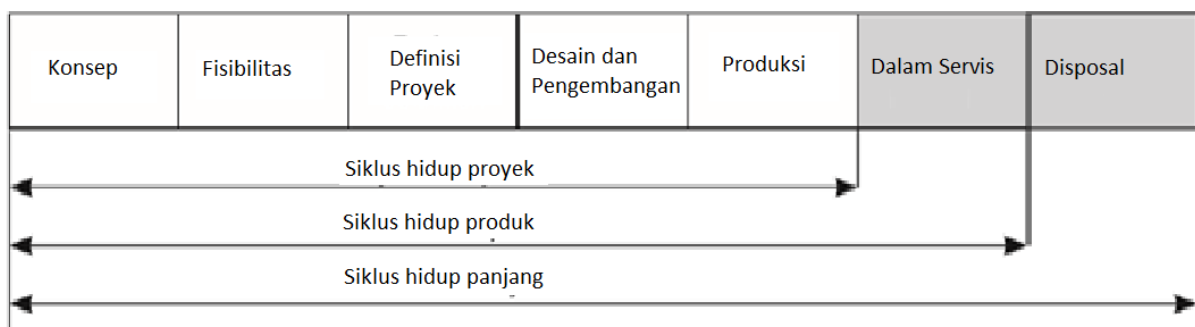 Konsep
Fisibilitas
Definisi
Proyek
Desain dan
Pengembangan
Produksi
Dalam Servis
Disposal
Siklus hidup proyek
Siklus hidup produk
Siklus hidup panjang